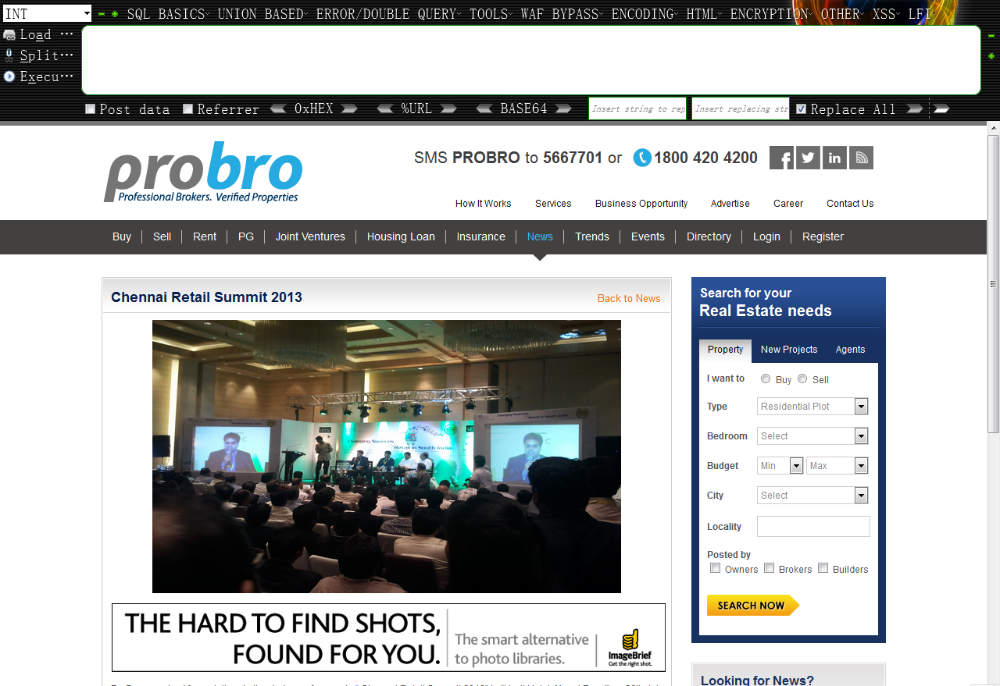 INT SQL BASICS UNION BASED ERROR/DOUBLE QUERY TOOLS WAF BYPASS ENCODING HTML ENCRYPTION OTHER XSS LFI
Load ...
Split...
Execu...
Post data Referrer 0xHEX %URL BASE64 Insert string to rep Insert replacing str Replace All
probro
Professional Brokers. Verified Properties
SMS PROBRO to 5667701 or 1800 420 4200
How It Works Services Business Opportunity Advertise Career Contact Us
Buy Sell Rent PG Joint Ventures Housing Loan Insurance News Trends Events Directory Login Register
Chennai Retail Summit 2013
Back to News
Changing Nuances
Retail in South India
THE HARD TO FIND SHOTS,
FOUND FOR YOU.
The smart alternative
to photo libraries.
ImageBrief
Get the right shot.
Search for your
Real Estate needs
Property New Projects Agents
I want to Buy Sell
Type Residential Plot
Bedroom Select
Budget Min Max
City Select
Locality
Posted by
Owners Brokers Builders
SEARCH NOW
Looking for News?